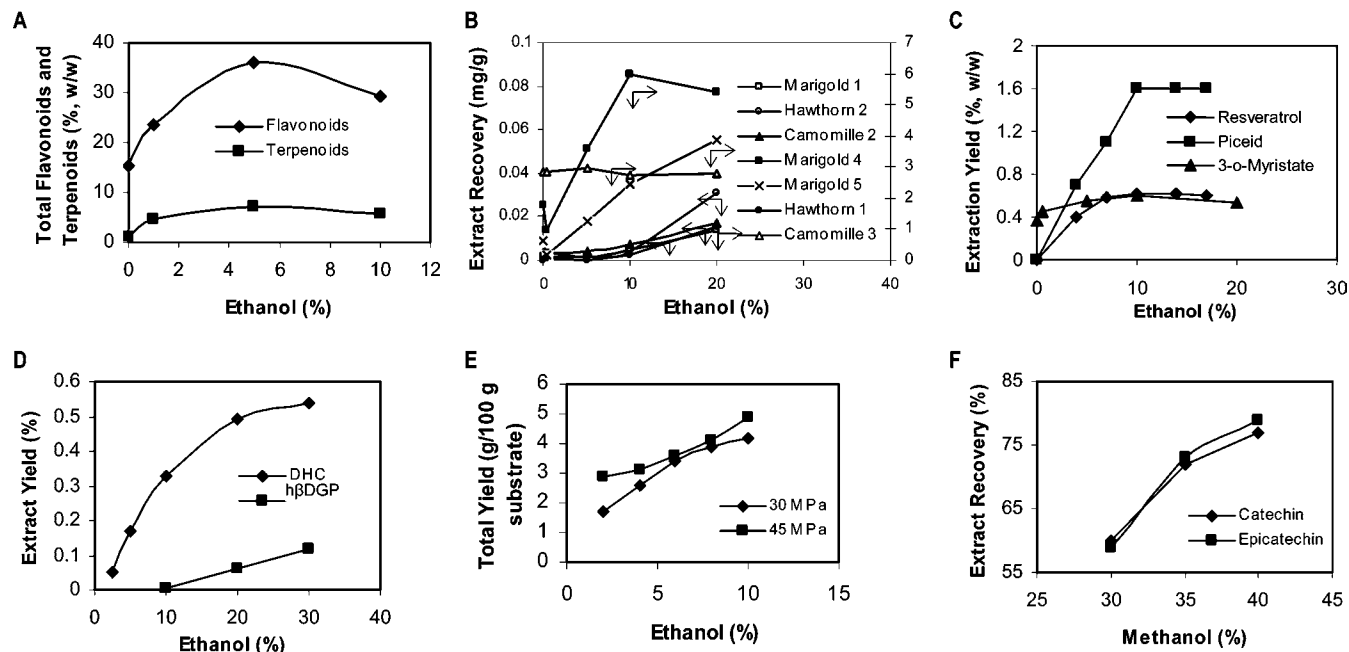 A
Total Flavonoids and
Terpenoids (%, w/w)
40
30
20
10
0
Flavonoids
Terpenoids
0 2 4 6 8 10 12
Ethanol (%)
B
Extract Recovery (mg/g)
0.1
0.08
0.06
0.04
0.02
0
7
6
5
4
3
2
1
0
Marigold 1
Hawthorn 2
Camomille 2
Marigold 4
Marigold 5
Hawthorn 1
Camomille 3
0 10 20 30 40
Ethanol (%)
C
Extraction Yield (%, w/w)
2
1.6
1.2
0.8
0.4
0
Resveratrol
Piceid
3-o-Myristate
0 10 20 30
Ethanol (%)
D
Extract Yield (%)
0.6
0.5
0.4
0.3
0.2
0.1
0
DHC
hβDGP
0 10 20 30 40
Ethanol (%)
E
Total Yield (g/100 g
substrate)
6
5
4
3
2
1
0
30 MPa
45 MPa
0 5 10 15
Ethanol (%)
F
Extract Recovery (%)
85
75
65
55
Catechin
Epicatechin
25 30 35 40 45
Methanol (%)